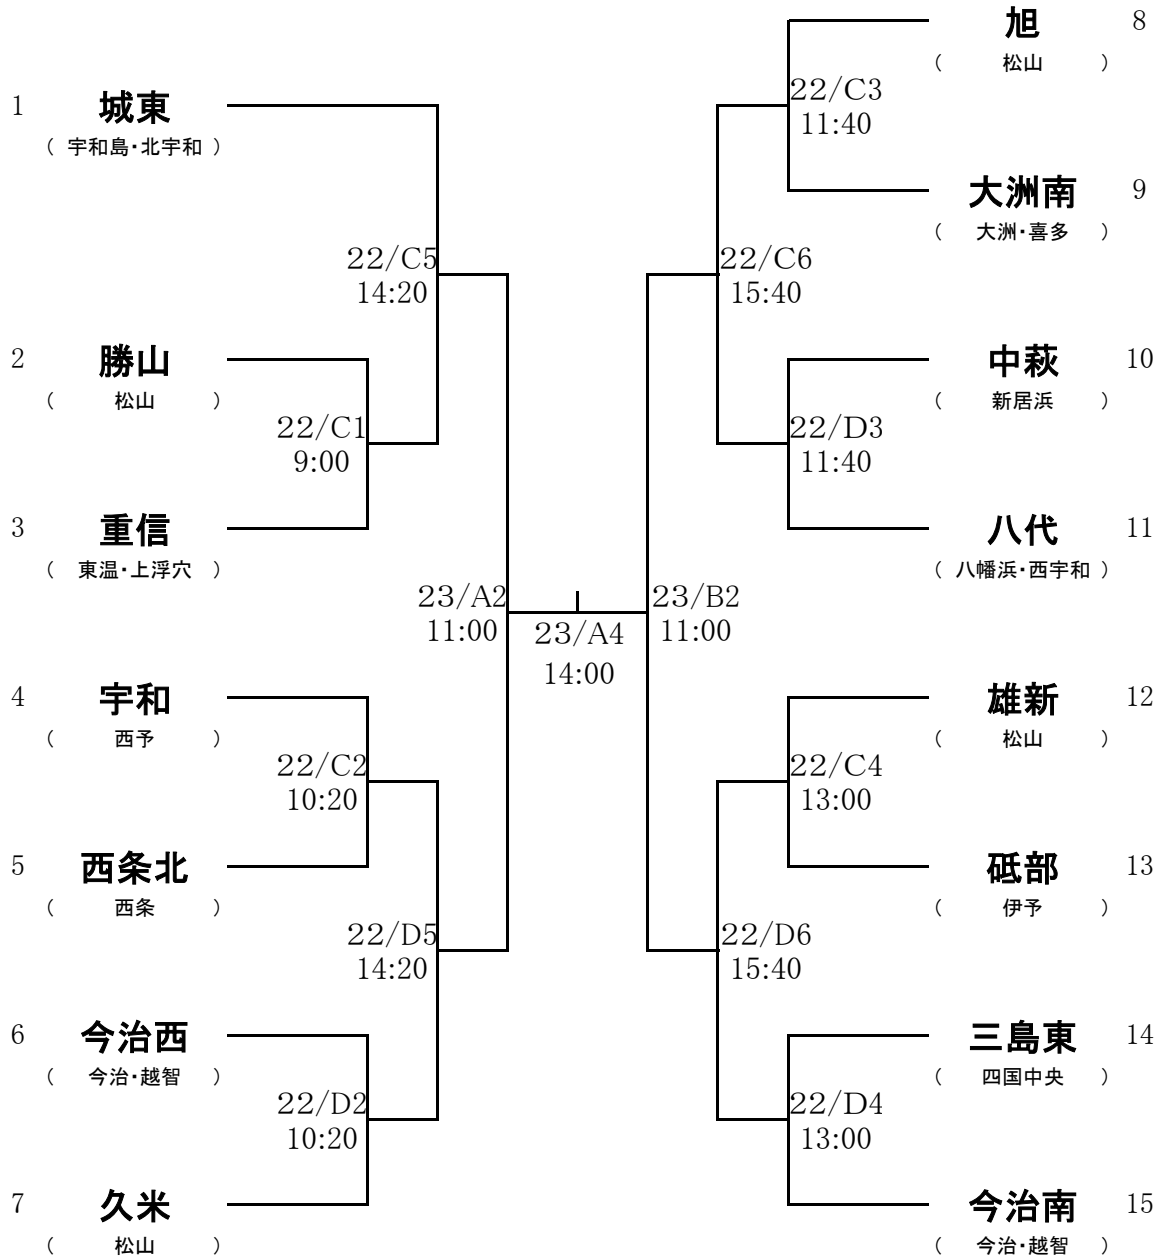 1 城東
( 宇和島・北宇和 )
22/C5
14:20
2 勝山
( 松山 )
22/C1
9:00
3 重信
( 東温・上浮穴 )
23/A2
11:00
4 宇和
( 西予 )
22/C2
10:20
5 西条北
( 西条 )
22/D5
14:20
6 今治西
( 今治・越智 )
22/D2
10:20
7 久米
( 松山 )
23/A4
14:00
旭 8
( 松山 )
22/C3
11:40
大洲南 9
( 大洲・喜多 )
22/C6
15:40
中萩 10
( 新居浜 )
22/D3
11:40
八代 11
( 八幡浜・西宇和 )
23/B2
11:00
雄新 12
( 松山 )
22/C4
13:00
砥部 13
( 伊予 )
22/D6
15:40
三島東 14
( 四国中央 )
22/D4
13:00
今治南 15
( 今治・越智 )